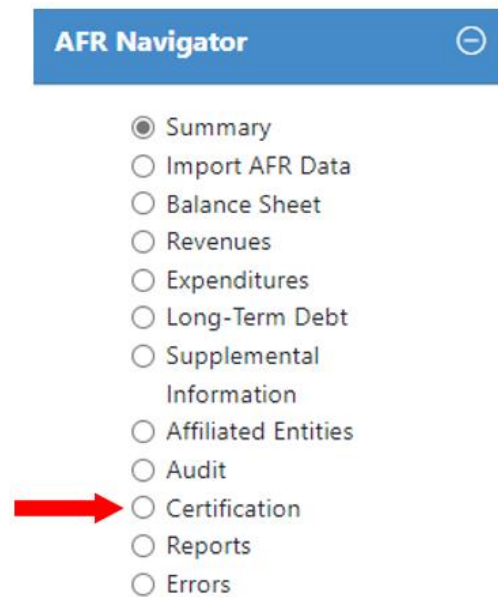 AFR Navigator
Summary
Import AFR Data
Balance Sheet
Revenues
Expenditures
Long-Term Debt
Supplemental
Information
Affiliated Entities
Audit
Certification
Reports
Errors